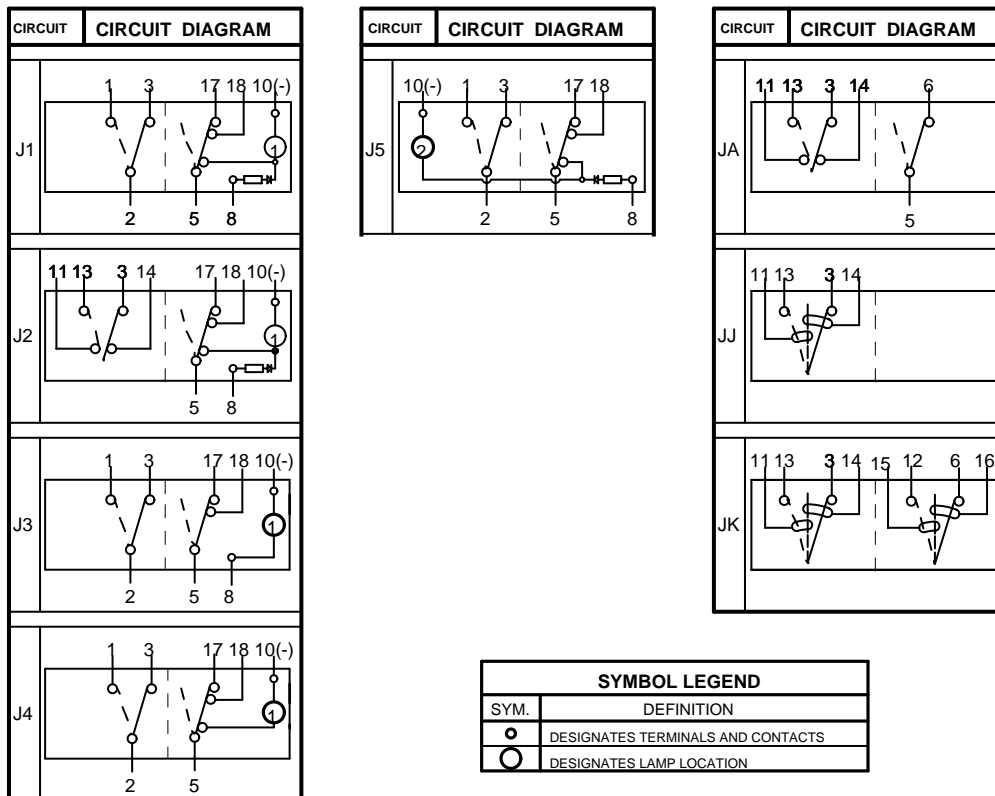 CIRCUIT CIRCUIT DIAGRAM
J1
1 3 17 18 10(-)
1
2 5 8
J2
11 13 3 14 17 18 10(-)
1
5 8
J3
1 3 17 18 10(-)
1
2 5 8
J4
1 3 17 18 10(-)
1
2 5
CIRCUIT CIRCUIT DIAGRAM
J5
10(-) 1 3 17 18
2
2 5 8
CIRCUIT CIRCUIT DIAGRAM
JA
11 13 3 14 6
5
JJ
11 13 3 14
JK
11 13 3 14 15 12 6 16
SYMBOL LEGEND
SYM. DEFINITION
DESIGNATES TERMINALS AND CONTACTS
DESIGNATES LAMP LOCATION